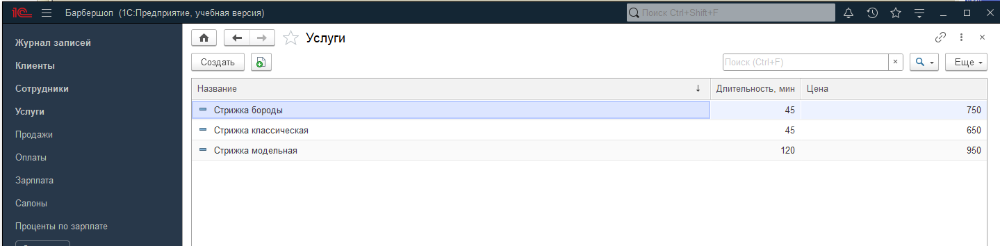 1С Барбершоп (1С:Предприятие, учебная версия) Поиск Ctrl+Shift+F
Журнал записей
Клиенты
Сотрудники
Услуги
Продажи
Оплаты
Зарплата
Салоны
Проценты по зарплате
Услуги
Создать Поиск (Ctrl+F) × Еще
Название ↓ Длительность, мин Цена
Стрижка бороды 45 750
Стрижка классическая 45 650
Стрижка модельная 120 950